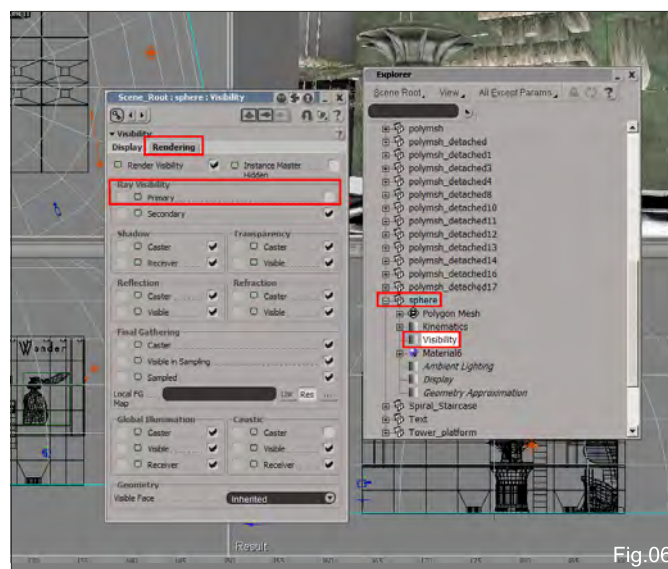 Scene_Root : sphere : Visibility
Visibility
Display Rendering
Render Visibility
Instance Master Hidden
Ray Visibility
Primary
Secondary
Shadow
Caster
Receiver
Transparency
Caster
Visible
Reflection
Caster
Visible
Refraction
Caster
Visible
Final Gathering
Caster
Visible in Sampling
Sampled
Local FG Map
Res
...
Global Illumination
Caster
Visible
Receiver
Caustic
Caster
Visible
Receiver
Geometry
Visible Face
Inherited
Explorer
Scene Root View All Except Params
polymsh
polymsh_detached
polymsh_detached1
polymsh_detached3
polymsh_detached4
polymsh_detached8
polymsh_detached10
polymsh_detached11
polymsh_detached12
polymsh_detached13
polymsh_detached14
polymsh_detached16
polymsh_detached17
sphere
Polygon Mesh
Kinematics
Visibility
Material6
Ambient Lighting
Display
Geometry Approximation
Spiral_Staircase
Text
Tower_platform
Wonder
Result
Fig.06